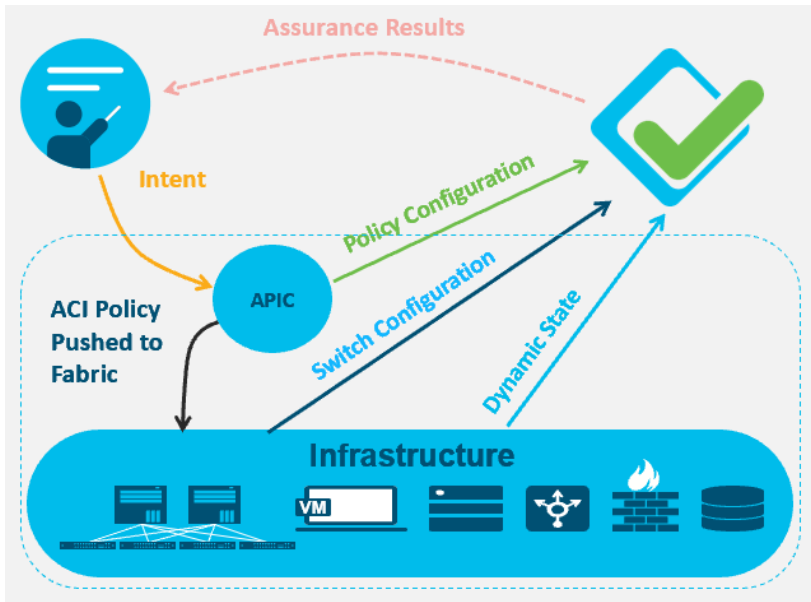 Assurance Results
Intent
Policy Configuration
APIC
ACI Policy
Pushed to
Fabric
Switch Configuration
Dynamic State
Infrastructure
VM